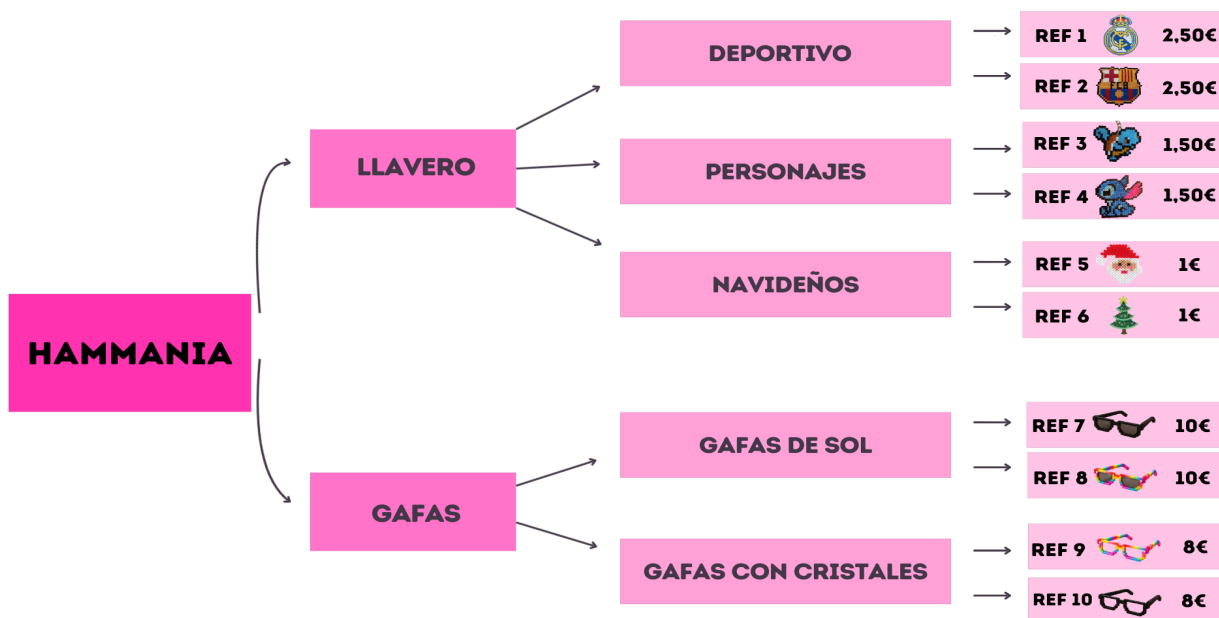 HAMMANIA
LLAVERO
DEPORTIVO
REF 1 2,50€
REF 2 FCB 2,50€
PERSONAJES
REF 3 1,50€
REF 4 1,50€
NAVIDEÑOS
REF 5 1€
REF 6 1€
GAFAS
GAFAS DE SOL
REF 7 10€
REF 8 10€
GAFAS CON CRISTALES
REF 9 8€
REF 10 8€